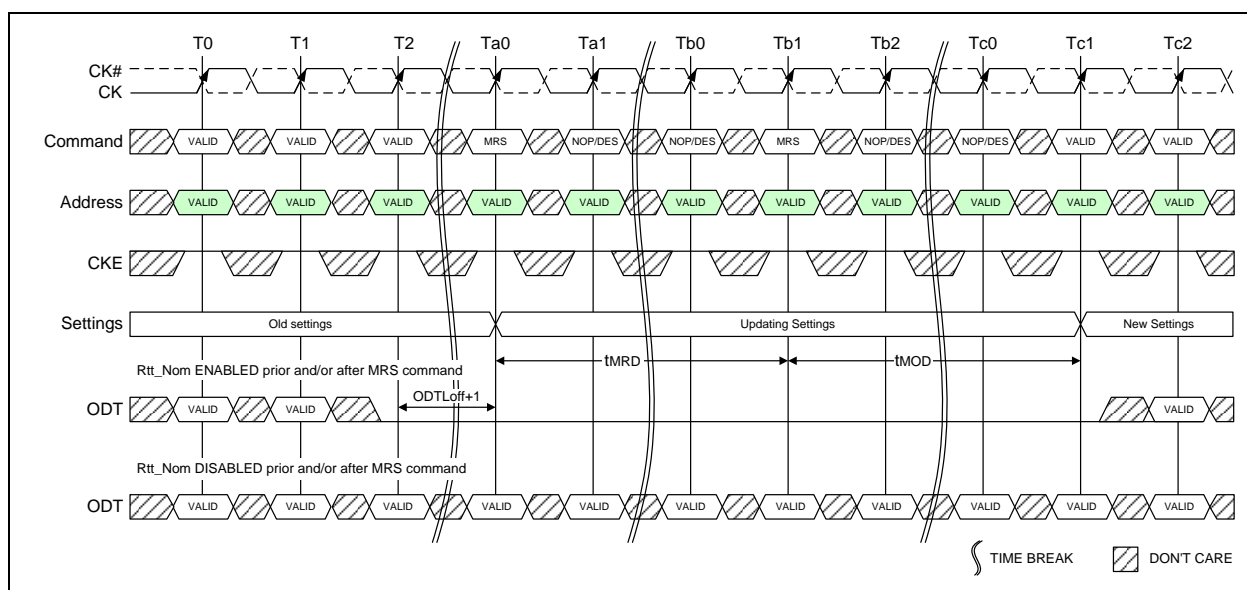 T0 T1 T2 Ta0 Ta1 Tb0 Tb1 Tb2 Tc0 Tc1 Tc2
CK#
CK
Command VALID VALID VALID MRS NOP/DES NOP/DES MRS NOP/DES NOP/DES VALID VALID
Address VALID VALID VALID VALID VALID VALID VALID VALID VALID VALID VALID
CKE
Settings Old settings Updating Settings New Settings
tMRD tMOD
Rtt_Nom ENABLED prior and/or after MRS command
ODTLoff+1
ODT VALID VALID VALID
Rtt_Nom DISABLED prior and/or after MRS command
ODT VALID VALID VALID VALID VALID VALID VALID VALID VALID VALID VALID
TIME BREAK DON'T CARE